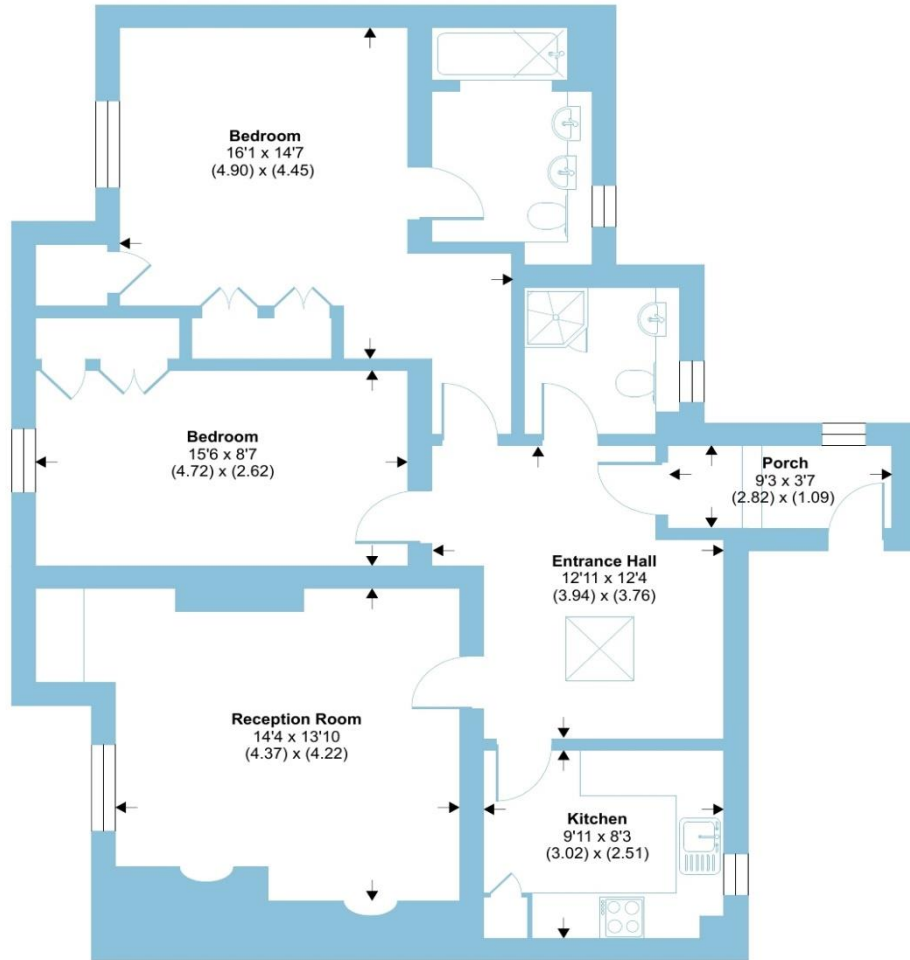 Bedroom
16'1 x 14'7
(4.90) x (4.45)
Bedroom
15'6 x 8'7
(4.72) x (2.62)
Porch
9'3 x 3'7
(2.82) x (1.09)
Entrance Hall
12'11 x 12'4
(3.94) x (3.76)
Reception Room
14'4 x 13'10
(4.37) x (4.22)
Kitchen
9'11 x 8'3
(3.02) x (2.51)